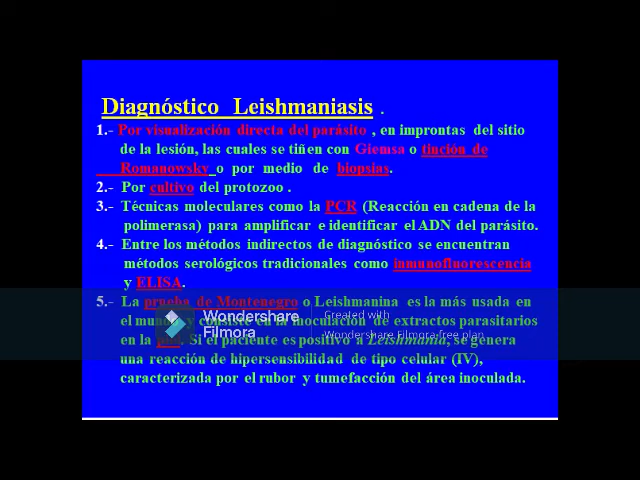 Diagnóstico Leishmaniasis .
1.- Por visualización directa del parásito , en improntas del sitio
de la lesión, las cuales se tiñen con Giemsa o tinción de
Romanowsky o por medio de biopsias.
2.- Por cultivo del protozoo .
3.- Técnicas moleculares como la PCR (Reacción en cadena de la
polimerasa) para amplificar e identificar el ADN del parásito.
4.- Entre los métodos indirectos de diagnóstico se encuentran
métodos serológicos tradicionales como inmunofluorescencia
y ELISA.
5.- La prueba de Montenegro o Leishmanina es la más usada en
el mundo y consiste en la inoculación de extractos parasitarios
en la piel. Si el paciente es positivo a Leishmania, se genera
una reacción de hipersensibilidad de tipo celular (IV),
caracterizada por el rubor y tumefacción del área inoculada.
Wondershare
Filmora
Created with
Wondershare Filmora free plan